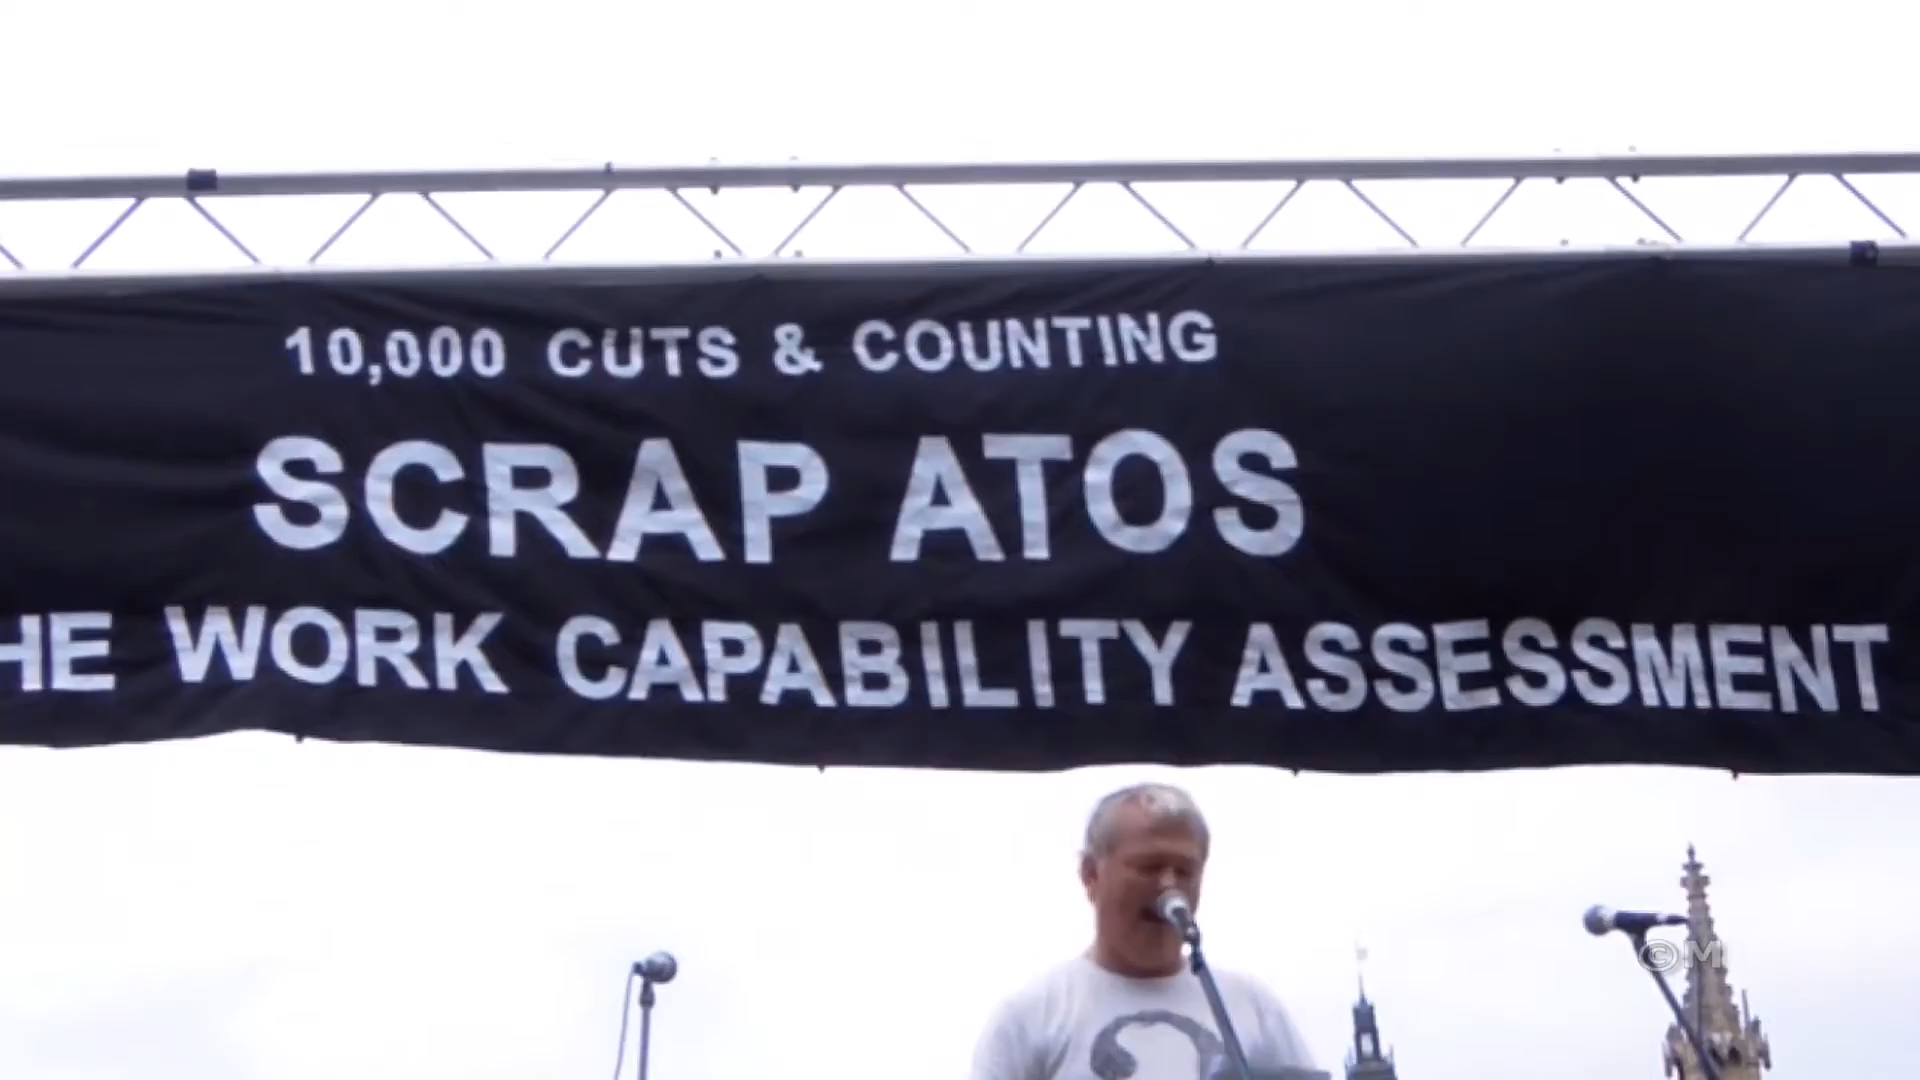 10,000 CUTS & COUNTING
SCRAP ATOS
HE WORK CAPABILITY ASSESSMENT
©M